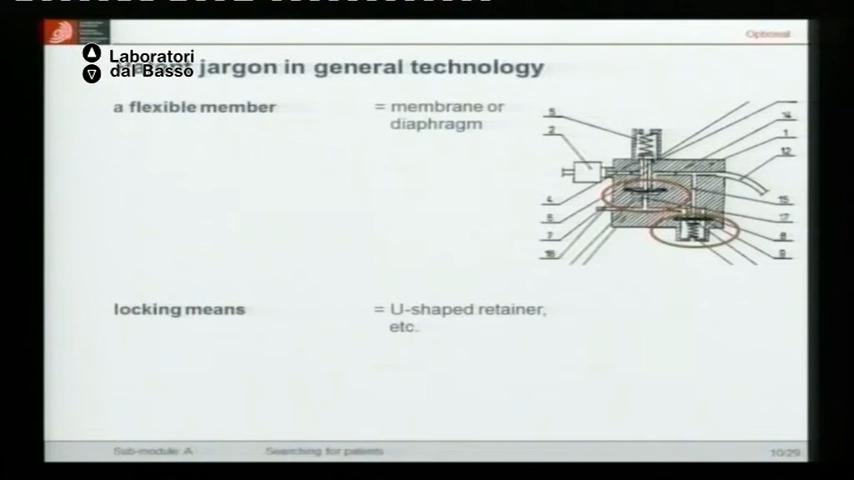 Optional
Laboratori
dal Basso
jargon in general technology
a flexible member
= membrane or
diaphragm
5
2
14
1
12
4
6
7
16
15
17
8
9
locking means
= U-shaped retainer,
etc.
Sub-module A
Searching for patents
10/29